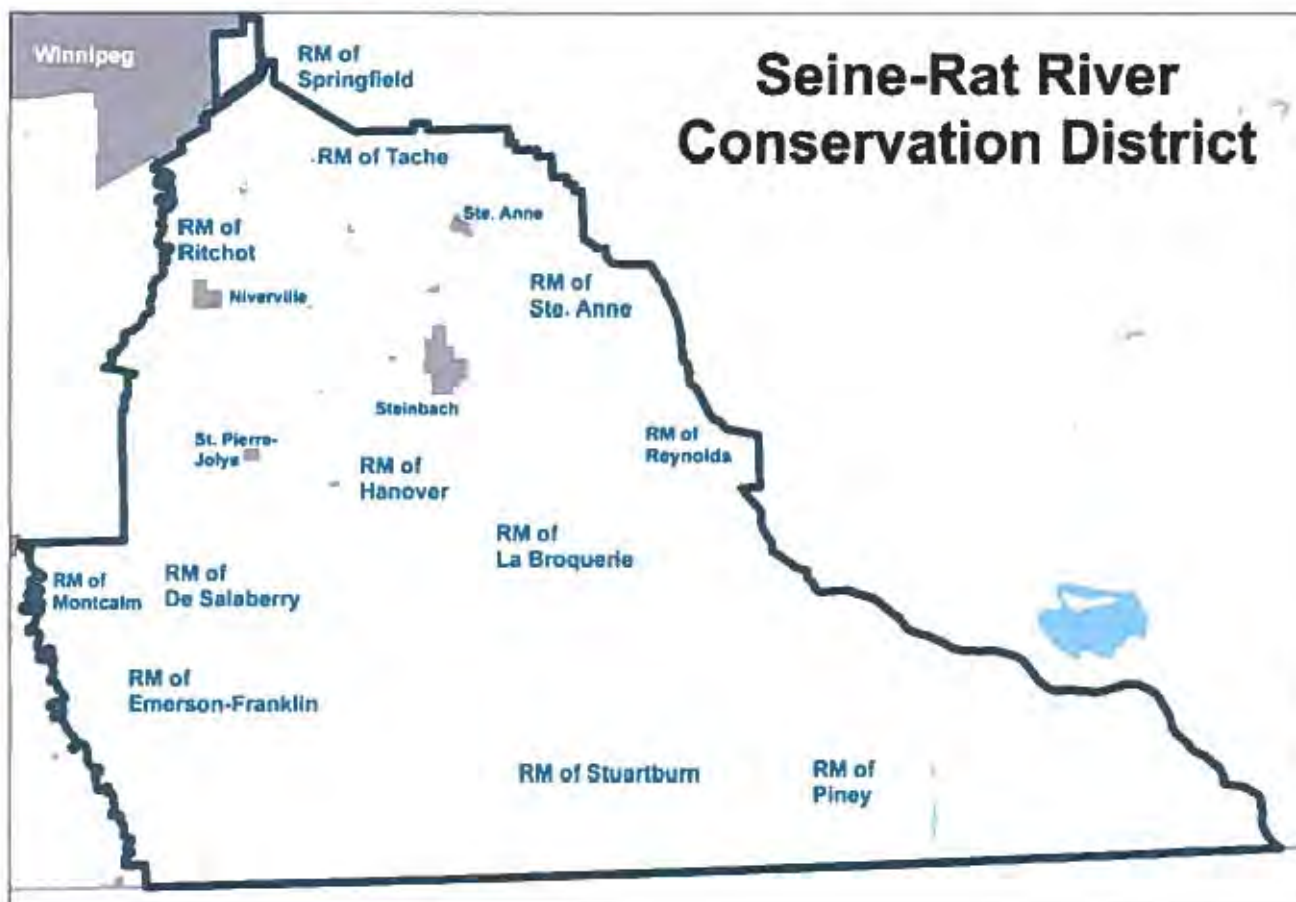 Winnipeg
RM of
Springfield
Seine-Rat River
Conservation District
RM of Tache
Ste. Anne
RM of
Ritchot
Niverville
RM of
Ste. Anne
Steinbach
St. Pierre-
Jolys
RM of
Hanover
RM of
Reynolds
RM of
La Broquerie
RM of
Montcalm
RM of
De Salaberry
RM of
Emerson-Franklin
RM of Stuartburn
RM of
Piney